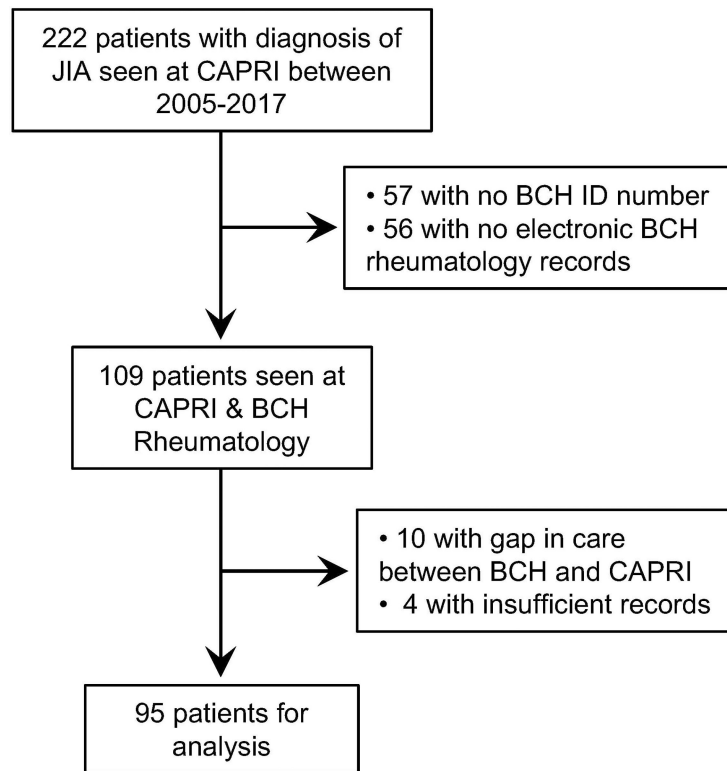 222 patients with diagnosis of
JIA seen at CAPRI between
2005-2017
• 57 with no BCH ID number
• 56 with no electronic BCH
rheumatology records
109 patients seen at
CAPRI & BCH
Rheumatology
• 10 with gap in care
between BCH and CAPRI
• 4 with insufficient records
95 patients for
analysis